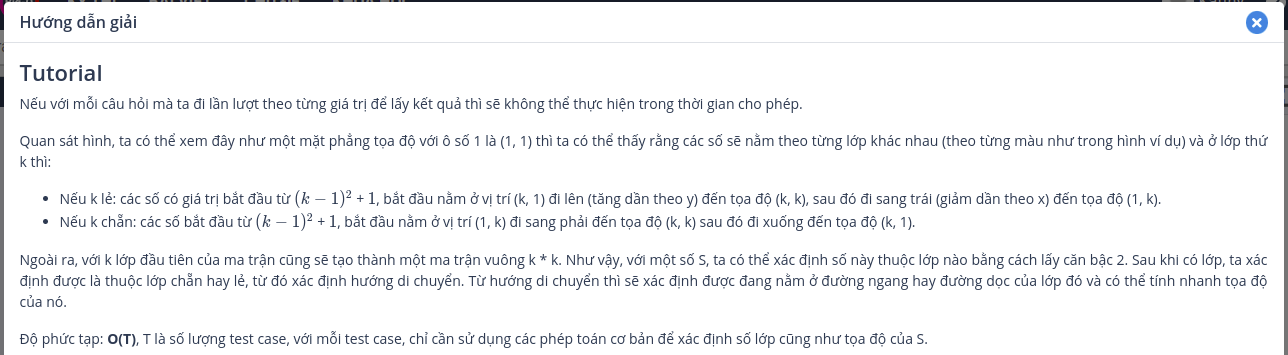 Hướng dẫn giải
Tutorial
Nếu với mỗi câu hỏi mà ta đi lần lượt theo từng giá trị để lấy kết quả thì sẽ không thể thực hiện trong thời gian cho phép.
Quan sát hình, ta có thể xem đây như một mặt phẳng tọa độ với ô số 1 là (1, 1) thì ta có thể thấy rằng các số sẽ nằm theo từng lớp khác nhau (theo từng màu như trong hình ví dụ) và ở lớp thứ
k thì:
• Nếu k lẻ: các số có giá trị bắt đầu từ (k − 1)² + 1, bắt đầu nằm ở vị trí (k, 1) đi lên (tăng dần theo y) đến tọa độ (k, k), sau đó đi sang trái (giảm dần theo x) đến tọa độ (1, k).
• Nếu k chẵn: các số bắt đầu từ (k − 1)² + 1, bắt đầu nằm ở vị trí (1, k) đi sang phải đến tọa độ (k, k) sau đó đi xuống đến tọa độ (k, 1).
Ngoài ra, với k lớp đầu tiên của ma trận cũng sẽ tạo thành một ma trận vuông k * k. Như vậy, với một số S, ta có thể xác định số này thuộc lớp nào bằng cách lấy căn bậc 2. Sau khi có lớp, ta xác
định được là thuộc lớp chẵn hay lẻ, từ đó xác định hướng di chuyển. Từ hướng di chuyển thì sẽ xác định được đang nằm ở đường ngang hay đường dọc của lớp đó và có thể tính nhanh tọa độ
của nó.
Độ phức tạp: O(T), T là số lượng test case, với mỗi test case, chỉ cần sử dụng các phép toán cơ bản để xác định số lớp cũng như tọa độ của S.